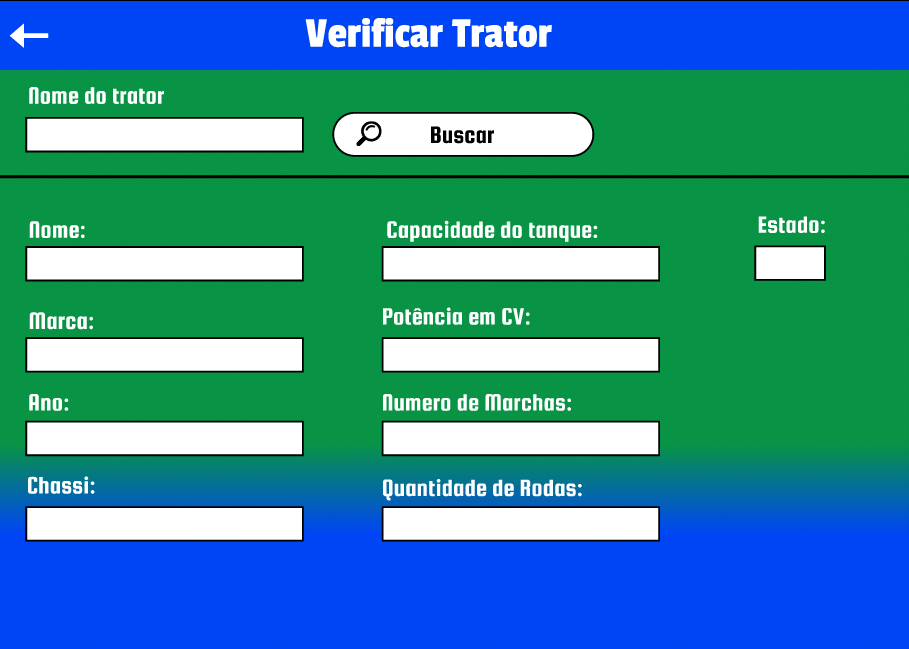 Verificar Trator
Nome do trator
Buscar
Nome:
Capacidade do tanque:
Estado:
Marca:
Potência em CV:
Ano:
Numero de Marchas:
Chassi:
Quantidade de Rodas: